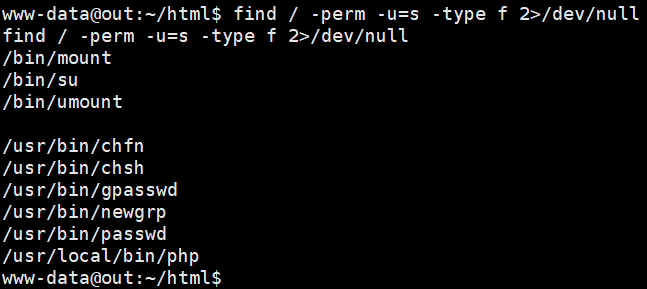 www-data@out:~/html$ find / -perm -u=s -type f 2>/dev/null
find / -perm -u=s -type f 2>/dev/null
/bin/mount
/bin/su
/bin/umount

/usr/bin/chfn
/usr/bin/chsh
/usr/bin/gpasswd
/usr/bin/newgrp
/usr/bin/passwd
/usr/local/bin/php
www-data@out:~/html$